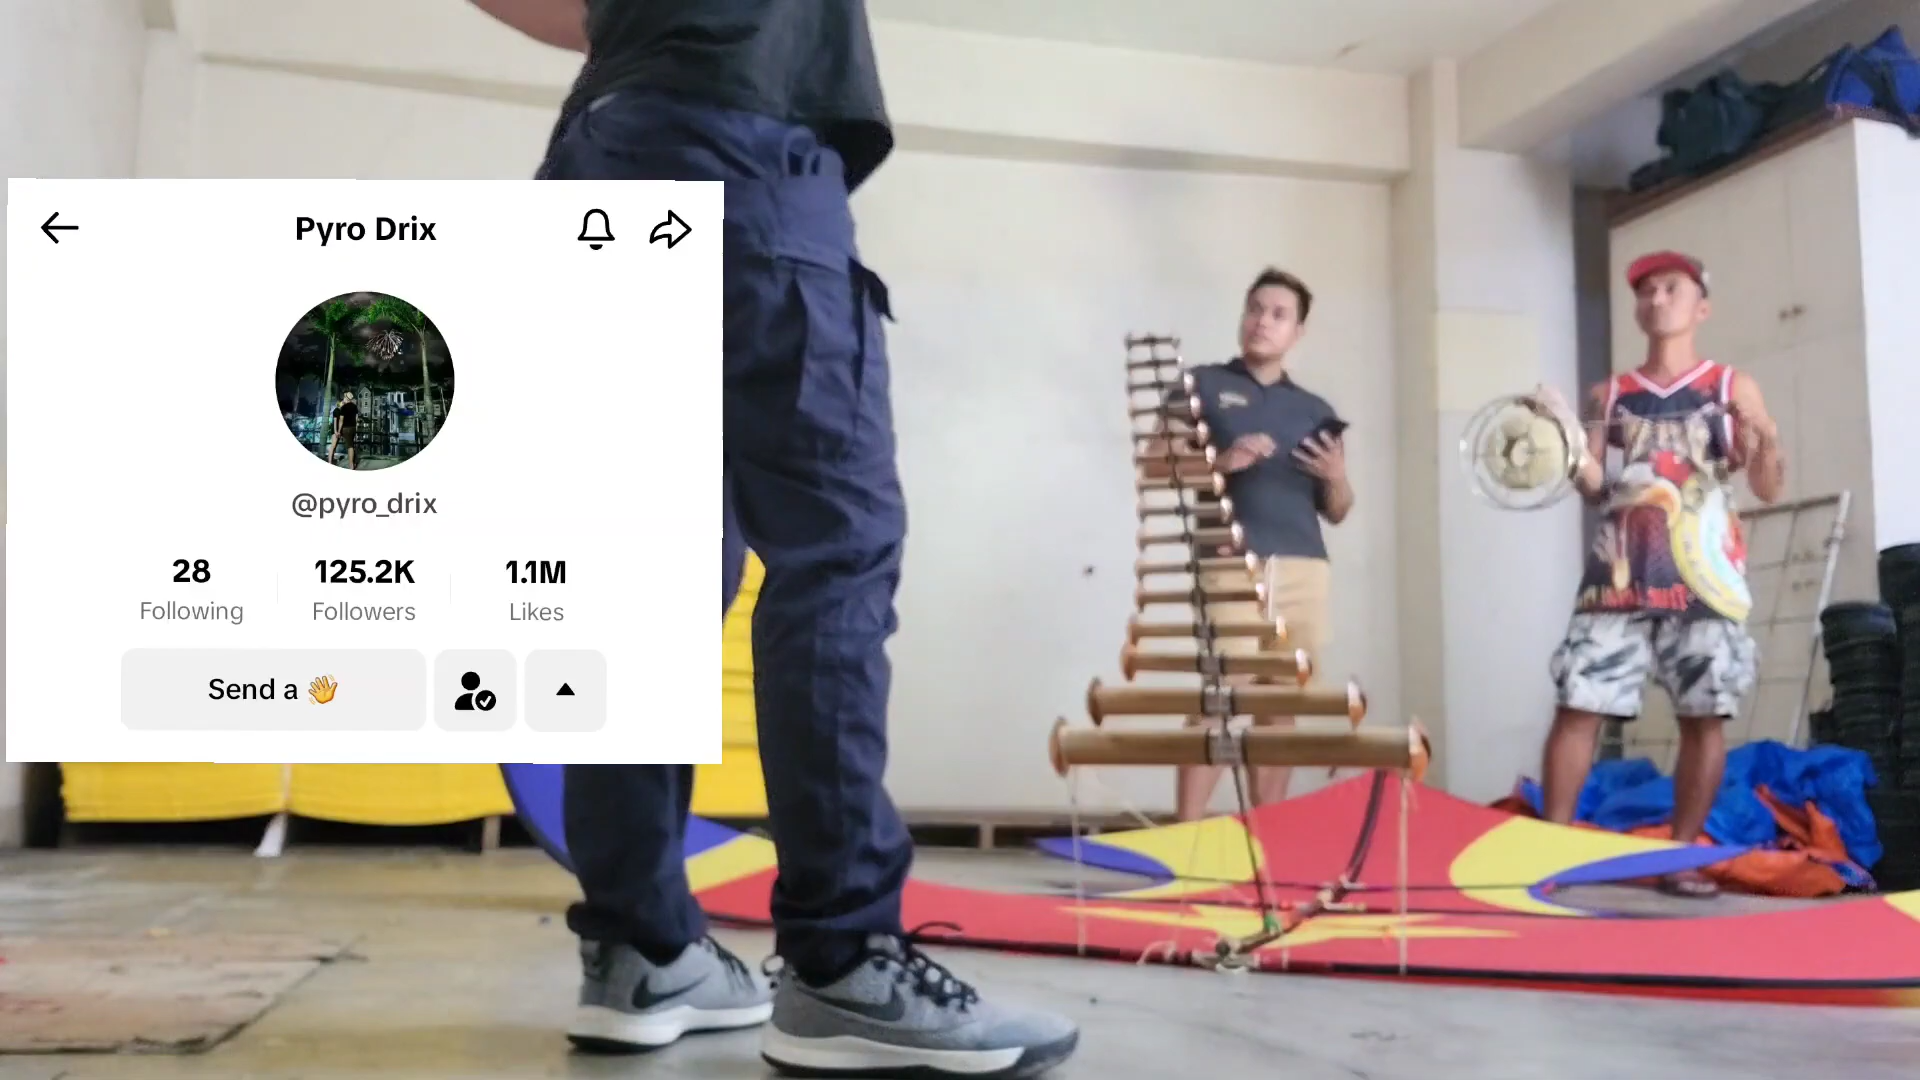 Pyro Drix
@pyro_drix
28
125.2K
1.1M
Following
Followers
Likes
Send a 👋